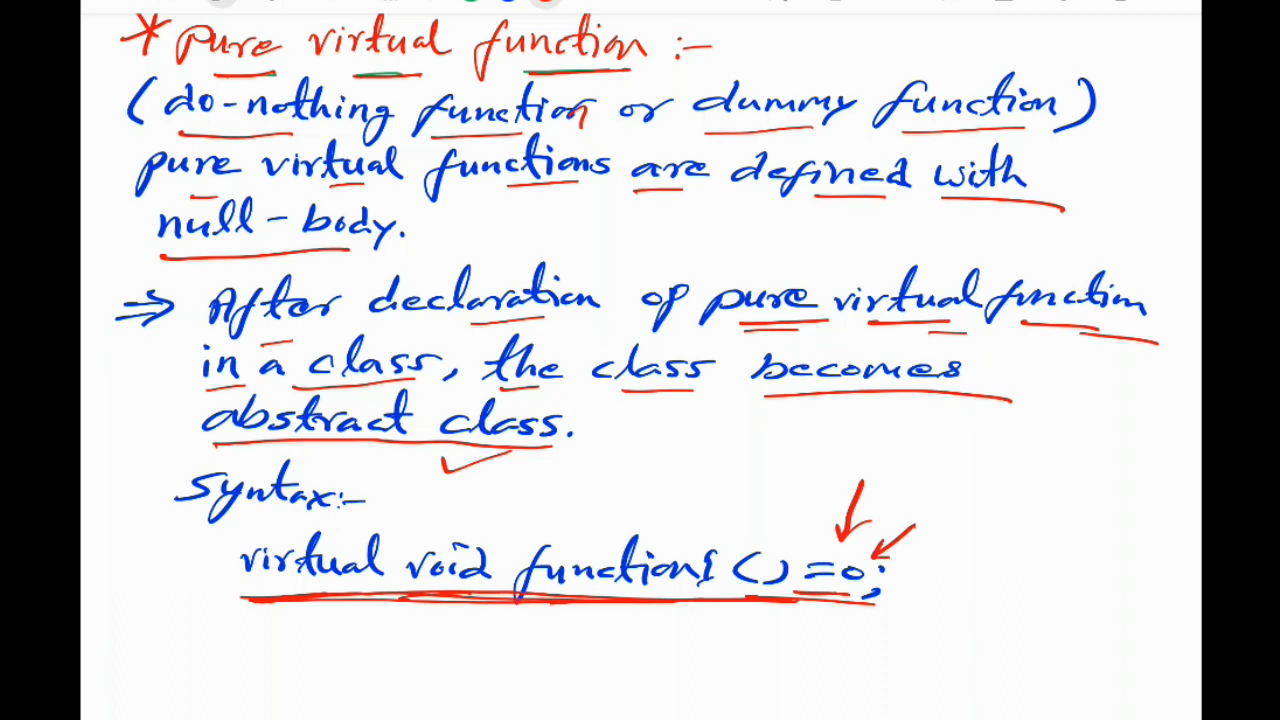 * pure virtual function :-
(do-nothing function or dummy function)
pure virtual functions are defined with
null-body.
⇒ After declaration of pure virtual function
in a class, the class becomes
abstract class.
Syntax:-
virtual void function1 () = 0;